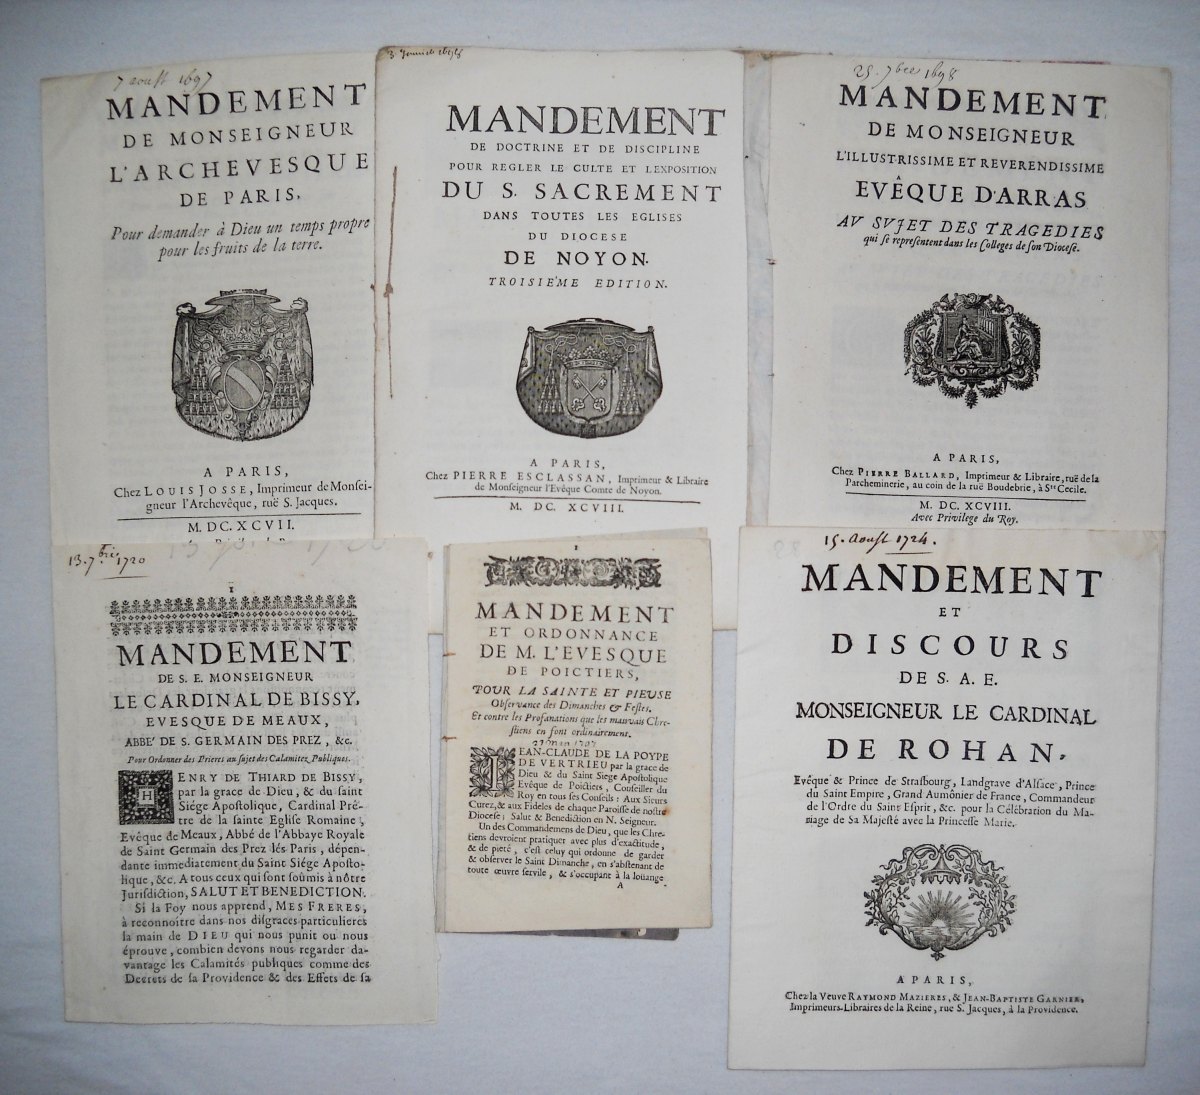 7 aoust 1697
MANDEMENT
DE MONSEIGNEUR
L'ARCHEVESQUE
DE PARIS,
Pour demander à Dieu un temps propre
pour les fruits de la terre.
A PARIS,
Chez LOUIS JOSSE, Imprimeur de Monsei-
gneur l'Archevêque, ruë S. Jacques.
M. DC. XCVII.
MANDEMENT
DE DOCTRINE ET DE DISCIPLINE
POUR REGLER LE CULTE ET L'EXPOSITION
DU S. SACREMENT
DANS TOUTES LES EGLISES
DU DIOCESE
DE NOYON.
TROISIE'ME EDITION.
A PARIS,
Chez PIERRE ESCLASSAN, Imprimeur & Libraire
de Monseigneur l'Evêque Comte de Noyon.
M. DC. XCVIII.
25. 7bre 1698
MANDEMENT
DE MONSEIGNEUR
L'ILLUSTRISSIME ET REVERENDISSIME
EVÊQUE D'ARRAS
AV SVJET DES TRAGEDIES
qui se representent dans les Colleges de son Diocese.
A PARIS,
Chez PIERRE BALLARD, Imprimeur & Libraire, ruë de la
Parcheminerie, au coin de la ruë Boudebrie, à Ste Cecile.
M. DC. XCVIII.
Avec Privilege du Roy.
13. 7bre 1720
1
MANDEMENT
DE S. E. MONSEIGNEUR
LE CARDINAL DE BISSY,
EVESQUE DE MEAUX,
ABBE' DE S. GERMAIN DES PREZ, &c.
Pour Ordonner des Prieres au sujet des Calamitez Publiques.
HENRY DE THIARD DE BISSY,
par la grace de Dieu, & du saint
Siége Apostolique, Cardinal Pré-
tre de la sainte Eglise Romaine,
Evêque de Meaux, Abbé de l'Abbaye Royale
de Saint Germain des Prez lés Paris, dépen-
dante immediatement du Saint Siége Aposto-
lique, &c. A tous ceux qui sont soûmis à nôtre
Jurisdiction, SALUT ET BENEDICTION.
Si la Foy nous apprend, MES FRERES,
à reconnoître dans nos disgraces particulieres
la main de DIEU qui nous punit ou nous
éprouve, combien devons nous regarder da-
vantage les Calamités publiques comme des
Decrets de sa Providence & des Effets de sa
1
MANDEMENT
ET ORDONNANCE
DE M. L'EVESQUE
DE POICTIERS,
POUR LA SAINTE ET PIEUSE
Observance des Dimanches & Festes.
Et contre les Profanations que les mauvais Chre-
stiens en font ordinairement.
JEAN-CLAUDE DE LA POYPE
DE VERTRIEU par la grace de
Dieu & du Saint Siege Apostolique
Evêque de Poictiers, Conseiller du
Roy en tous ses Conseils: Aux Sieurs
Curez, & aux Fideles de chaque Paroisse de nostre
Diocese; Salut & Benediction en N. Seigneur.
Un des Commandemens de Dieu, que les Chre-
tiens devroient pratiquer avec plus d'exactitude,
& de pieté, c'est celuy qui ordonne de garder
& observer le Saint Dimanche, en s'abstenant de
toute œuvre servile, & s'occupant à la loüange
A
15. Aoust 1724.
MANDEMENT
ET
DISCOURS
DE S. A. E.
MONSEIGNEUR LE CARDINAL
DE ROHAN,
Evêque & Prince de Strasbourg, Landgrave d'Alsace, Prince
du Saint Empire, Grand Aumônier de France, Commandeur
de l'Ordre du Saint Esprit, &c. pour la Célébration du Ma-
riage de Sa Majesté avec la Princesse Marie.
A PARIS,
Chez la Veuve RAYMOND MAZIERES, & JEAN-BAPTISTE GARNIER,
Imprimeurs-Libraires de la Reine, rue S. Jacques, à la Providence.